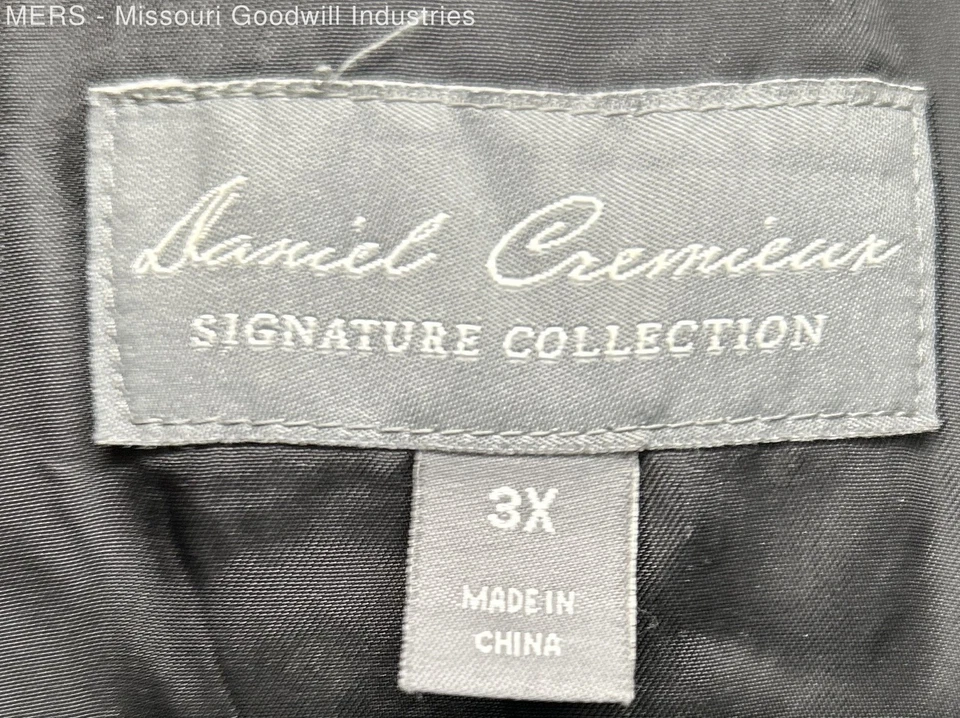 MERS - Missouri Goodwill Industries
Daniel Cremieux
SIGNATURE COLLECTION
3X
MADE IN
CHINA